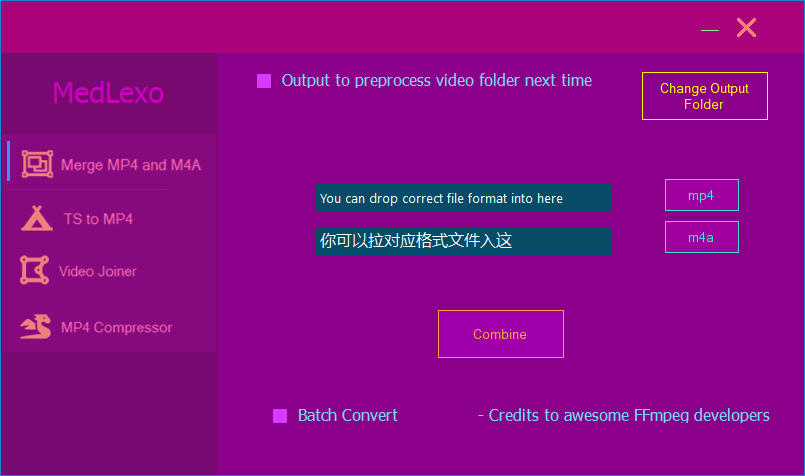 MedLexo
Merge MP4 and M4A
TS to MP4
Video Joiner
MP4 Compressor
Output to preprocess video folder next time
Change Output
Folder
You can drop correct file format into here
mp4
你可以拉对应格式文件入这
m4a
Combine
Batch Convert
- Credits to awesome FFmpeg developers